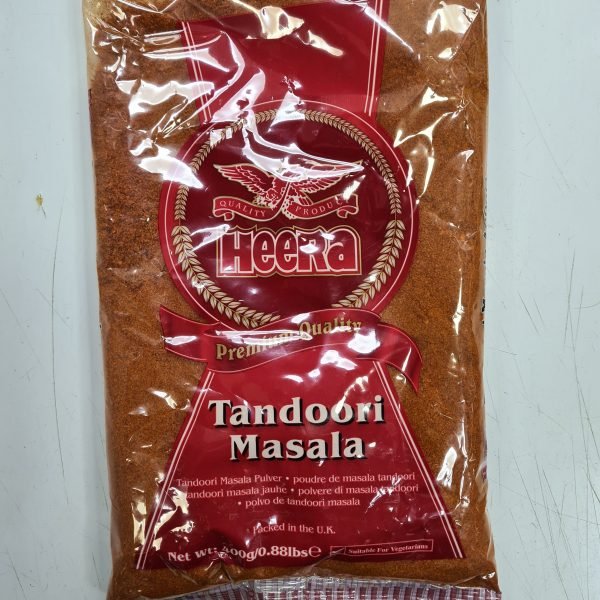 QUALITY PRODUCT
HeeRa
Premium Quality
Tandoori
Masala
Tandoori Masala Pulver • poudre de masala tandoori
tandoori masala jauhe • polvere di masala tandoori
• polvo de tandoori masala
Packed in the U.K.
Net wt. 400g/0.88lbs℮
Suitable For Vegetarians